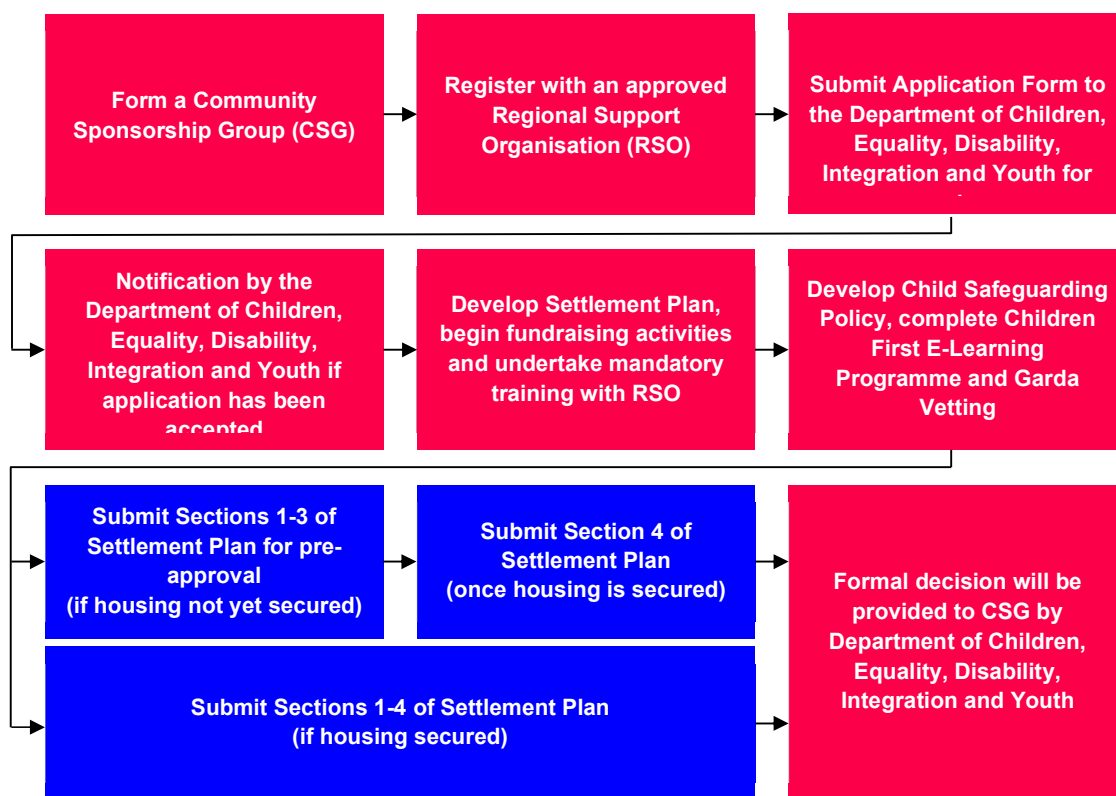 Form a Community
Sponsorship Group (CSG)
Register with an approved
Regional Support
Organisation (RSO)
Submit Application Form to
the Department of Children,
Equality, Disability,
Integration and Youth for
Notification by the
Department of Children,
Equality, Disability,
Integration and Youth if
application has been
accepted
Develop Settlement Plan,
begin fundraising activities
and undertake mandatory
training with RSO
Develop Child Safeguarding
Policy, complete Children
First E-Learning
Programme and Garda
Vetting
Submit Sections 1-3 of
Settlement Plan for pre-
approval
(if housing not yet secured)
Submit Section 4 of
Settlement Plan
(once housing is secured)
Formal decision will be
provided to CSG by
Department of Children,
Equality, Disability,
Integration and Youth
Submit Sections 1-4 of Settlement Plan
(if housing secured)